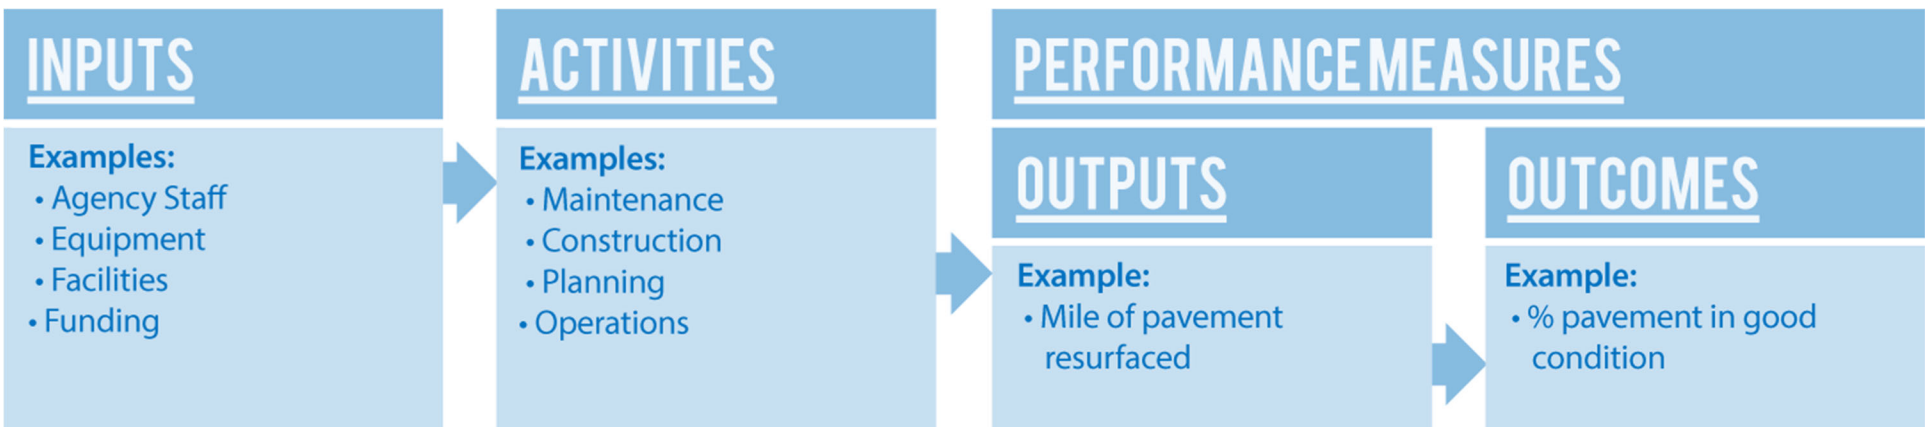 INPUTS
Examples:
• Agency Staff
• Equipment
• Facilities
• Funding
ACTIVITIES
Examples:
• Maintenance
• Construction
• Planning
• Operations
PERFORMANCE MEASURES
OUTPUTS
Example:
• Mile of pavement
resurfaced
OUTCOMES
Example:
• % pavement in good
condition